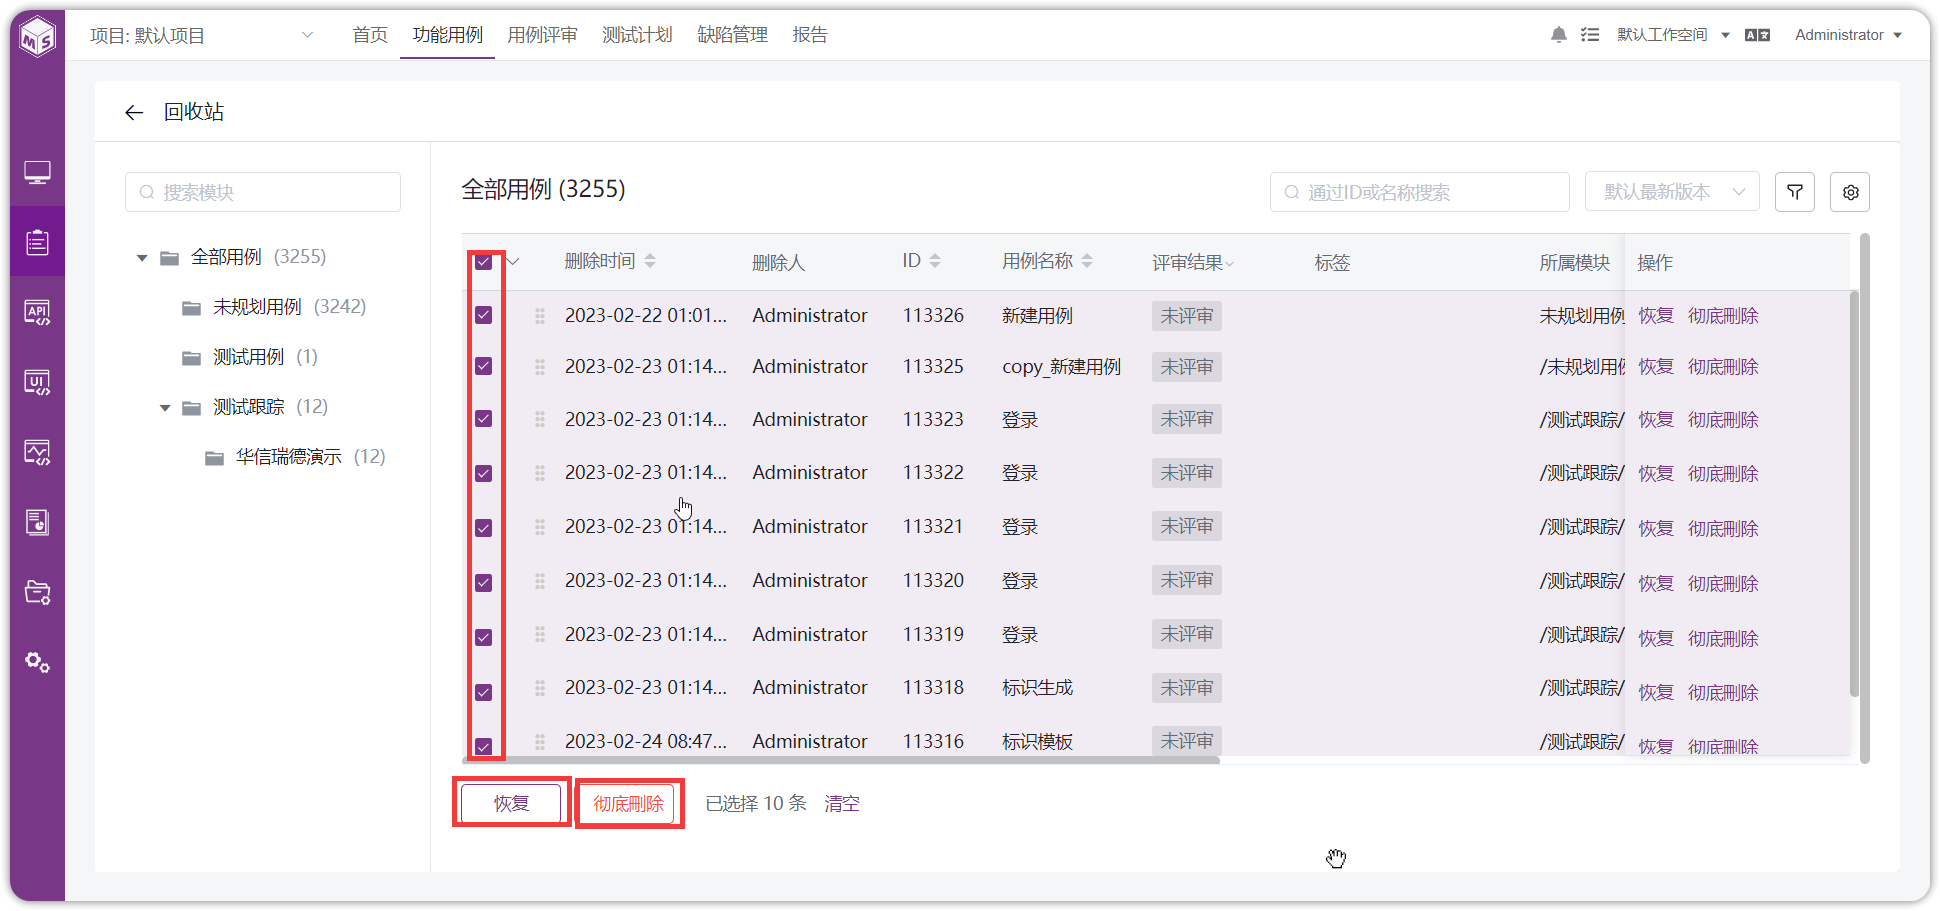 项目: 默认项目
首页
功能用例
用例评审
测试计划
缺陷管理
报告
默认工作空间
Administrator
回收站
搜索模块
全部用例 (3255)
未规划用例 (3242)
测试用例 (1)
测试跟踪 (12)
华信瑞德演示 (12)
API
UI
全部用例 (3255)
通过ID或名称搜索
默认最新版本
删除时间 删除人 ID 用例名称 评审结果 标签 所属模块 操作
2023-02-22 01:01... Administrator 113326 新建用例 未评审 未规划用例 恢复 彻底刪除
2023-02-23 01:14... Administrator 113325 copy_新建用例 未评审 /未规划用例 恢复 彻底刪除
2023-02-23 01:14... Administrator 113323 登录 未评审 /测试跟踪/ 恢复 彻底刪除
2023-02-23 01:14... Administrator 113322 登录 未评审 /测试跟踪/ 恢复 彻底刪除
2023-02-23 01:14... Administrator 113321 登录 未评审 /测试跟踪/ 恢复 彻底刪除
2023-02-23 01:14... Administrator 113320 登录 未评审 /测试跟踪/ 恢复 彻底刪除
2023-02-23 01:14... Administrator 113319 登录 未评审 /测试跟踪/ 恢复 彻底刪除
2023-02-23 01:14... Administrator 113318 标识生成 未评审 /测试跟踪/ 恢复 彻底刪除
2023-02-24 08:47... Administrator 113316 标识模板 未评审 /测试跟踪/ 恢复 彻底刪除
恢复 彻底刪除 已选择 10 条 清空